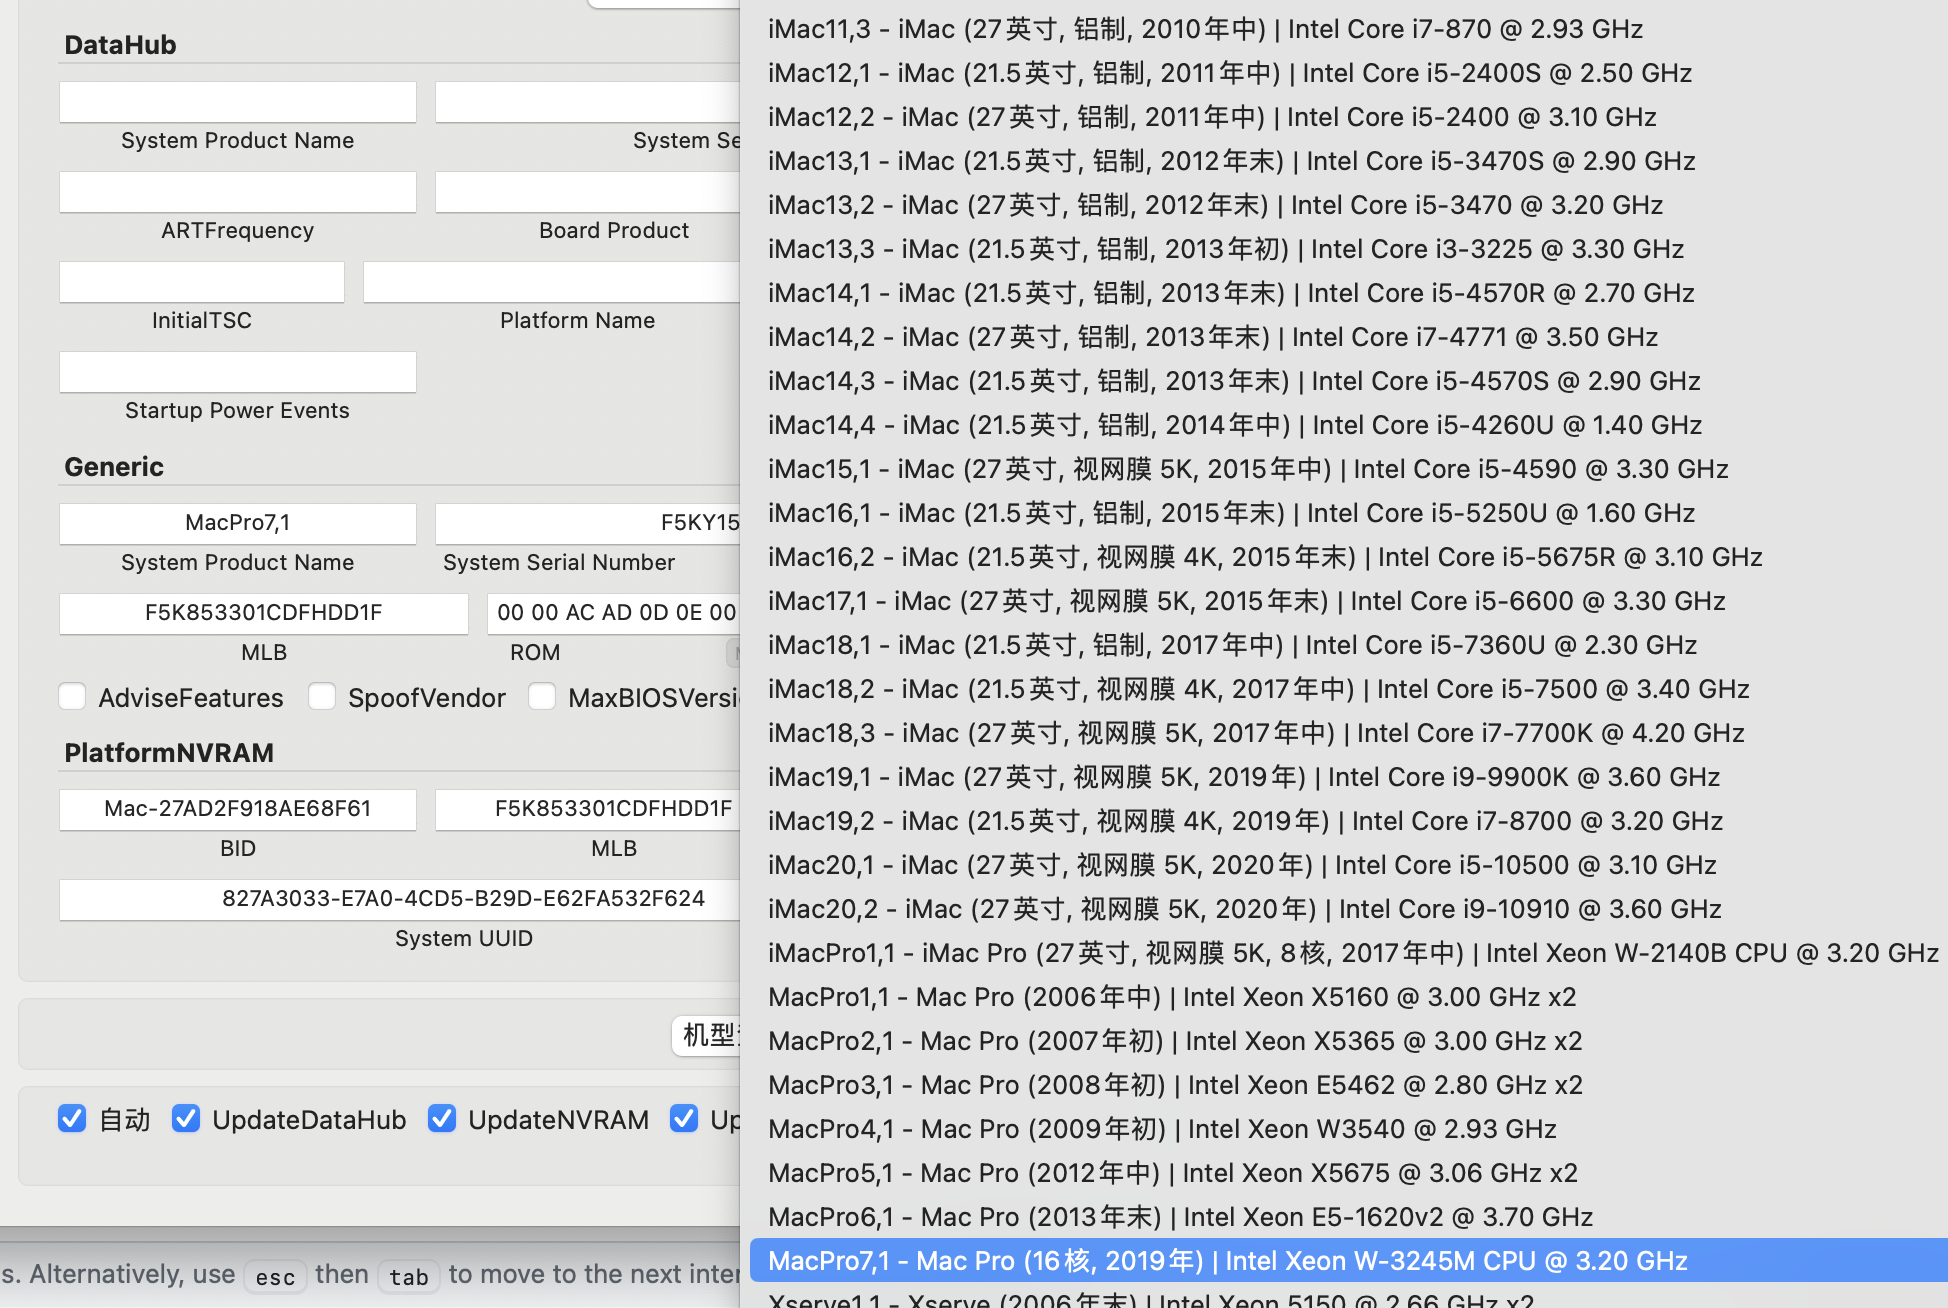 DataHub
System Product Name
System Se
ARTFrequency
Board Product
InitialTSC
Platform Name
Startup Power Events
Generic
MacPro7,1
F5KY15
System Product Name
System Serial Number
F5K853301CDFHDD1F
00 00 AC AD 0D 0E 00
MLB
ROM
AdviseFeatures
SpoofVendor
MaxBIOSVersi
PlatformNVRAM
Mac-27AD2F918AE68F61
F5K853301CDFHDD1F
BID
MLB
827A3033-E7A0-4CD5-B29D-E62FA532F624
System UUID
机型
自动
UpdateDataHub
UpdateNVRAM
Up
s. Alternatively, use esc then tab to move to the next inter
iMac11,3 - iMac (27英寸, 铝制, 2010年中) | Intel Core i7-870 @ 2.93 GHz
iMac12,1 - iMac (21.5英寸, 铝制, 2011年中) | Intel Core i5-2400S @ 2.50 GHz
iMac12,2 - iMac (27英寸, 铝制, 2011年中) | Intel Core i5-2400 @ 3.10 GHz
iMac13,1 - iMac (21.5英寸, 铝制, 2012年末) | Intel Core i5-3470S @ 2.90 GHz
iMac13,2 - iMac (27英寸, 铝制, 2012年末) | Intel Core i5-3470 @ 3.20 GHz
iMac13,3 - iMac (21.5英寸, 铝制, 2013年初) | Intel Core i3-3225 @ 3.30 GHz
iMac14,1 - iMac (21.5英寸, 铝制, 2013年末) | Intel Core i5-4570R @ 2.70 GHz
iMac14,2 - iMac (27英寸, 铝制, 2013年末) | Intel Core i7-4771 @ 3.50 GHz
iMac14,3 - iMac (21.5英寸, 铝制, 2013年末) | Intel Core i5-4570S @ 2.90 GHz
iMac14,4 - iMac (21.5英寸, 铝制, 2014年中) | Intel Core i5-4260U @ 1.40 GHz
iMac15,1 - iMac (27英寸, 视网膜 5K, 2015年中) | Intel Core i5-4590 @ 3.30 GHz
iMac16,1 - iMac (21.5英寸, 铝制, 2015年末) | Intel Core i5-5250U @ 1.60 GHz
iMac16,2 - iMac (21.5英寸, 视网膜 4K, 2015年末) | Intel Core i5-5675R @ 3.10 GHz
iMac17,1 - iMac (27英寸, 视网膜 5K, 2015年末) | Intel Core i5-6600 @ 3.30 GHz
iMac18,1 - iMac (21.5英寸, 铝制, 2017年中) | Intel Core i5-7360U @ 2.30 GHz
iMac18,2 - iMac (21.5英寸, 视网膜 4K, 2017年中) | Intel Core i5-7500 @ 3.40 GHz
iMac18,3 - iMac (27英寸, 视网膜 5K, 2017年中) | Intel Core i7-7700K @ 4.20 GHz
iMac19,1 - iMac (27英寸, 视网膜 5K, 2019年) | Intel Core i9-9900K @ 3.60 GHz
iMac19,2 - iMac (21.5英寸, 视网膜 4K, 2019年) | Intel Core i7-8700 @ 3.20 GHz
iMac20,1 - iMac (27英寸, 视网膜 5K, 2020年) | Intel Core i5-10500 @ 3.10 GHz
iMac20,2 - iMac (27英寸, 视网膜 5K, 2020年) | Intel Core i9-10910 @ 3.60 GHz
iMacPro1,1 - iMac Pro (27英寸, 视网膜 5K, 8核, 2017年中) | Intel Xeon W-2140B CPU @ 3.20 GHz
MacPro1,1 - Mac Pro (2006年中) | Intel Xeon X5160 @ 3.00 GHz x2
MacPro2,1 - Mac Pro (2007年初) | Intel Xeon X5365 @ 3.00 GHz x2
MacPro3,1 - Mac Pro (2008年初) | Intel Xeon E5462 @ 2.80 GHz x2
MacPro4,1 - Mac Pro (2009年初) | Intel Xeon W3540 @ 2.93 GHz
MacPro5,1 - Mac Pro (2012年中) | Intel Xeon X5675 @ 3.06 GHz x2
MacPro6,1 - Mac Pro (2013年末) | Intel Xeon E5-1620v2 @ 3.70 GHz
MacPro7,1 - Mac Pro (16核, 2019年) | Intel Xeon W-3245M CPU @ 3.20 GHz
Xserve1,1 - Xserve (2006年末) | Intel Xeon 5150 @ 2.66 GHz x2